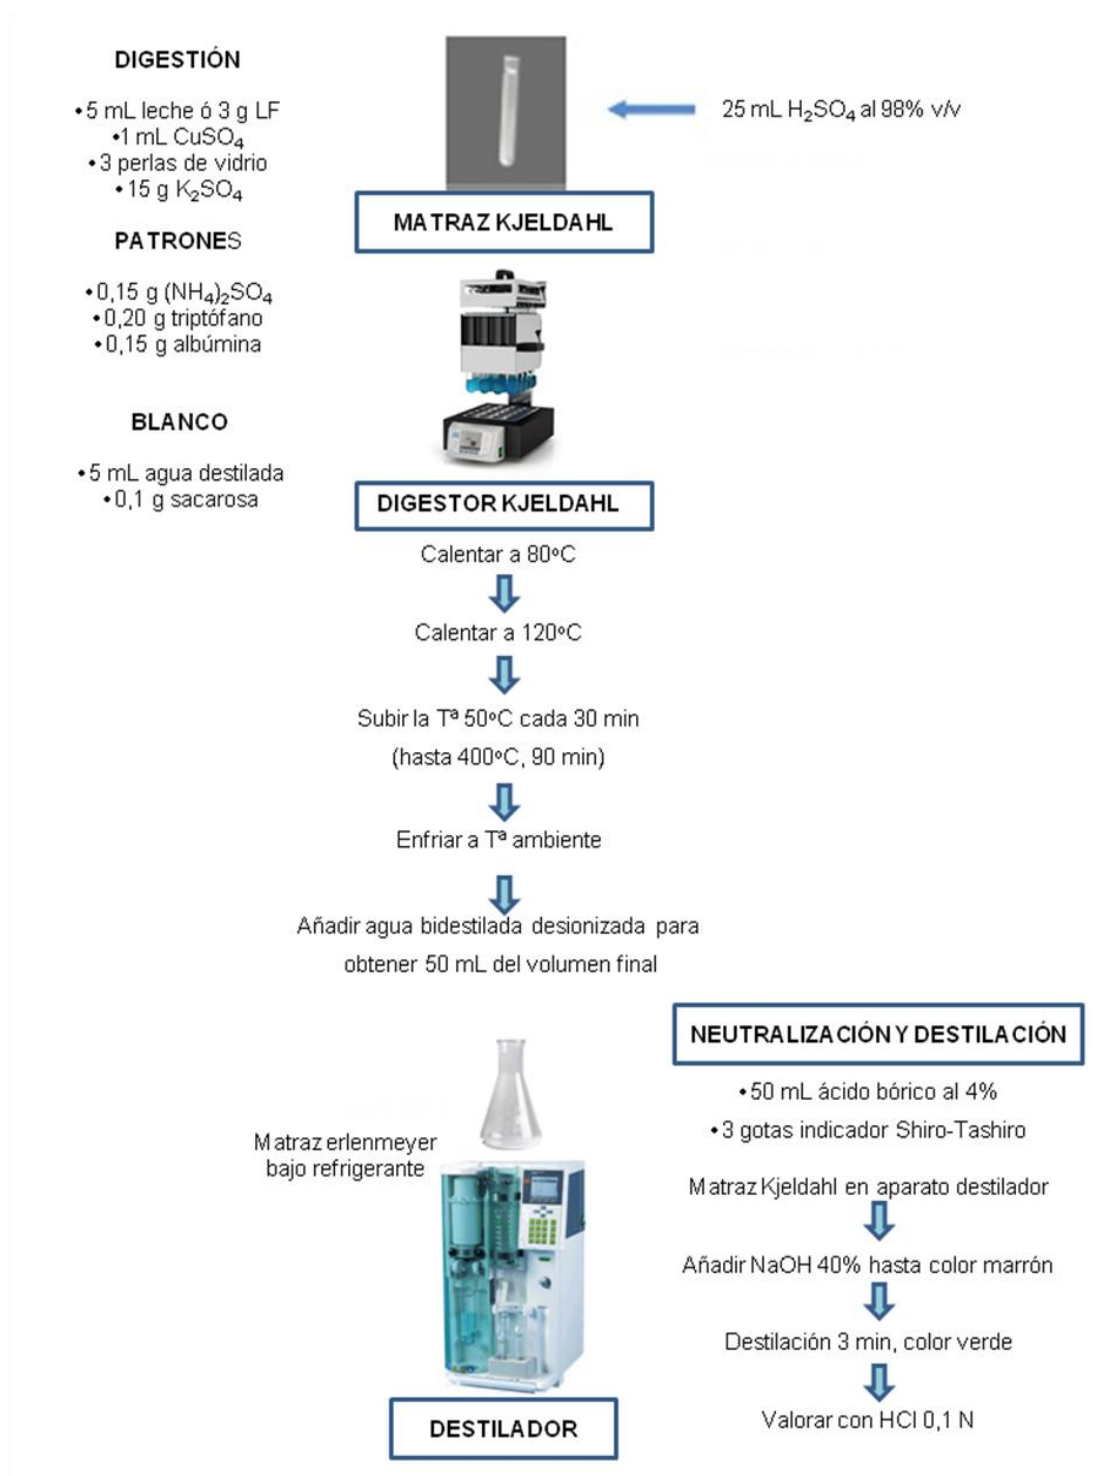 DIGESTIÓN
•5 mL leche ó 3 g LF
•1 mL CuSO₄
•3 perlas de vidrio
•15 g K₂SO₄
25 mL H₂SO₄ al 98% v/v
MATRAZ KJELDAHL
PATRONES
•0,15 g (NH₄)₂SO₄
•0,20 g triptófano
•0,15 g albúmina
BLANCO
•5 mL agua destilada
•0,1 g sacarosa
DIGESTOR KJELDAHL
Calentar a 80ºC
Calentar a 120ºC
Subir la Tª 50ºC cada 30 min
(hasta 400ºC, 90 min)
Enfriar a Tª ambiente
Añadir agua bidestilada desionizada para
obtener 50 mL del volumen final
NEUTRALIZACIÓN Y DESTILACIÓN
•50 mL ácido bórico al 4%
•3 gotas indicador Shiro-Tashiro
Matraz erlenmeyer
bajo refrigerante
Matraz Kjeldahl en aparato destilador
Añadir NaOH 40% hasta color marrón
Destilación 3 min, color verde
Valorar con HCl 0,1 N
DESTILADOR